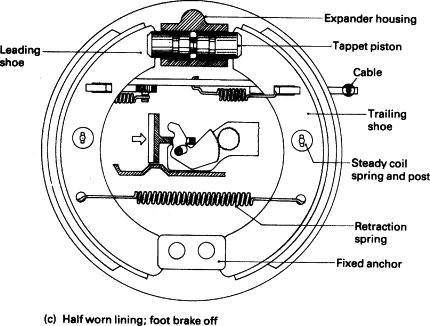 Expander housing
Leading
shoe
Tappet piston
Cable
Trailing
shoe
Steady coil
spring and post
Retraction
spring
Fixed anchor
(c) Half worn lining; foot brake off